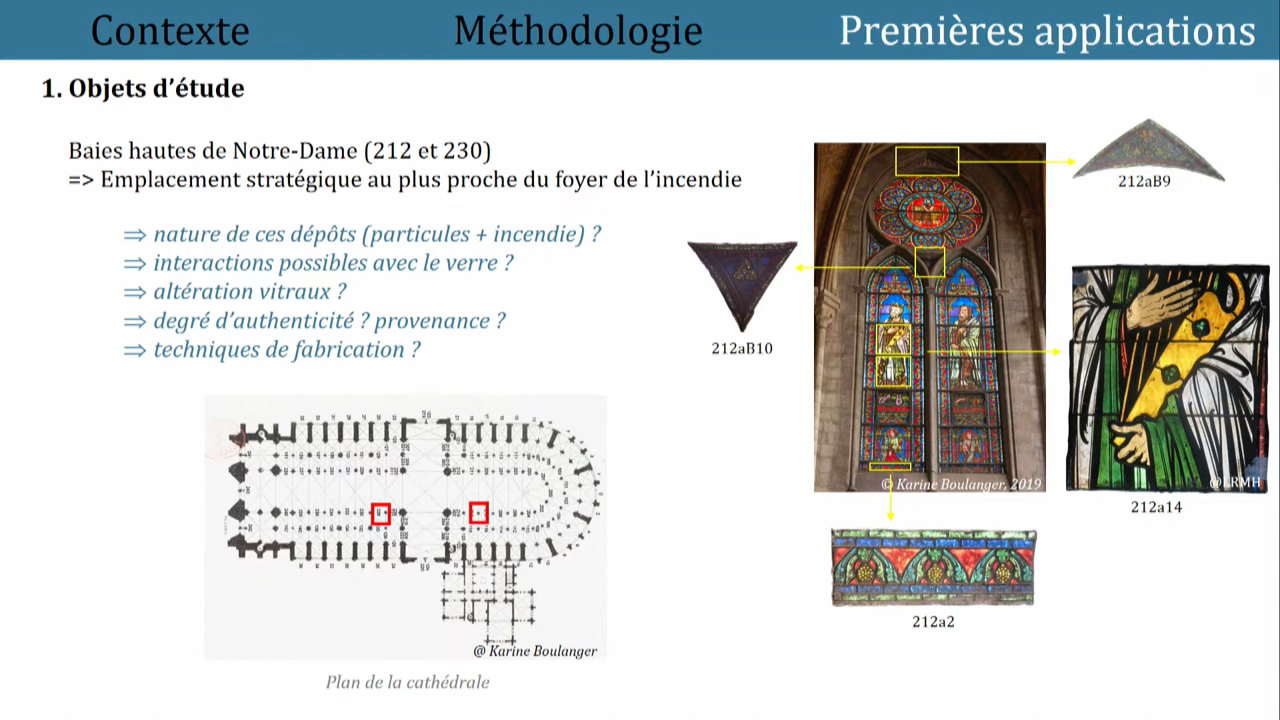 Contexte
Méthodologie
Premières applications
1. Objets d’étude
Baies hautes de Notre-Dame (212 et 230)
=> Emplacement stratégique au plus proche du foyer de l’incendie
⇒ nature de ces dépôts (particules + incendie) ?
⇒ interactions possibles avec le verre ?
⇒ altération vitraux ?
⇒ degré d’authenticité ? provenance ?
⇒ techniques de fabrication ?
212aB9
212aB10
© Karine Boulanger, 2019
@LRMH
212a14
212a2
@ Karine Boulanger
Plan de la cathédrale